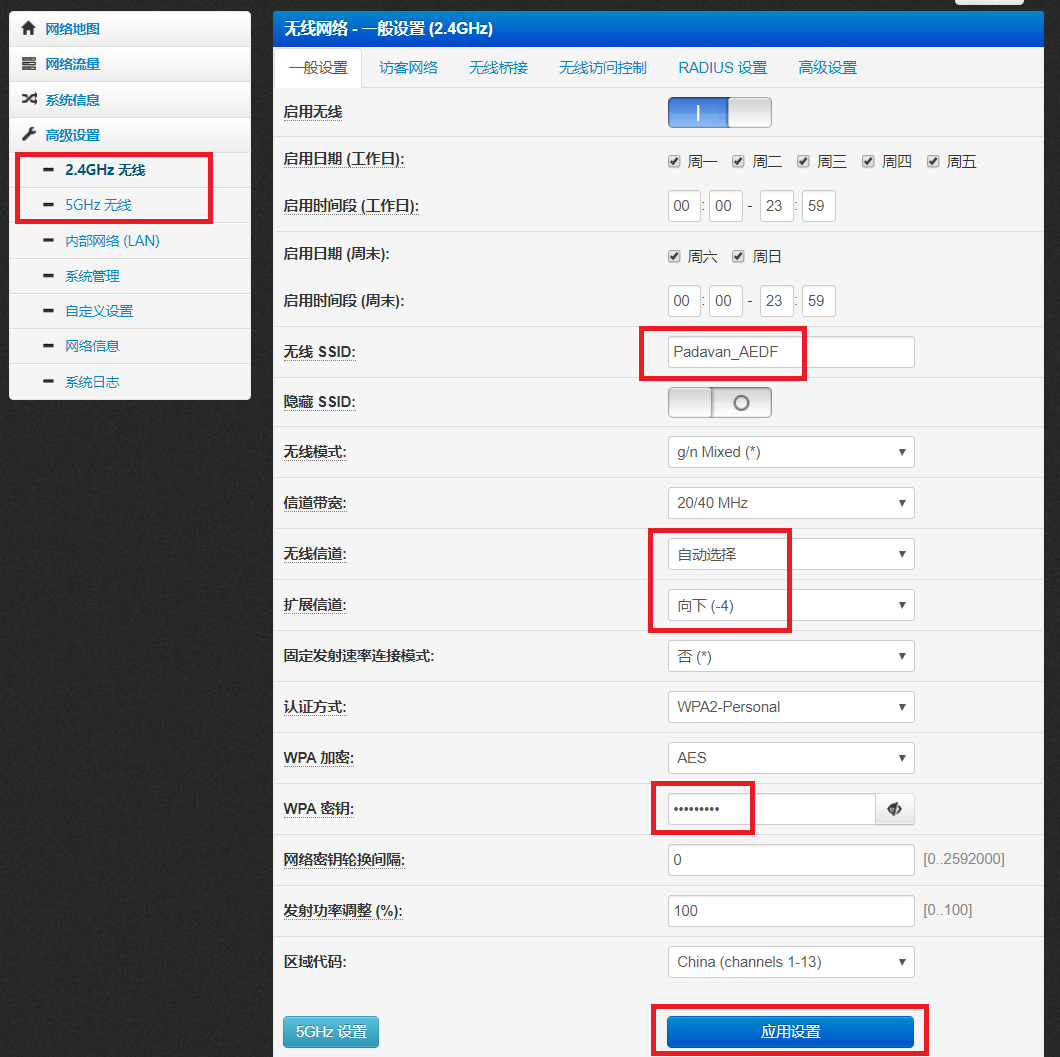 网络地图
网络流量
系统信息
高级设置
2.4GHz 无线
5GHz 无线
内部网络 (LAN)
系统管理
自定义设置
网络信息
系统日志
无线网络 - 一般设置 (2.4GHz)
一般设置 访客网络 无线桥接 无线访问控制 RADIUS 设置 高级设置
启用无线
启用日期 (工作日): 周一 周二 周三 周四 周五
启用时间段 (工作日): 00 : 00 - 23 : 59
启用日期 (周末): 周六 周日
启用时间段 (周末): 00 : 00 - 23 : 59
无线 SSID: Padavan_AEDF
隐藏 SSID:
无线模式: g/n Mixed (*)
信道带宽: 20/40 MHz
无线信道: 自动选择
扩展信道: 向下 (-4)
固定发射速率连接模式: 否 (*)
认证方式: WPA2-Personal
WPA 加密: AES
WPA 密钥: •••••••••
网络密钥轮换间隔: 0 [0..2592000]
发射功率调整 (%): 100 [0..100]
区域代码: China (channels 1-13)
5GHz 设置 应用设置